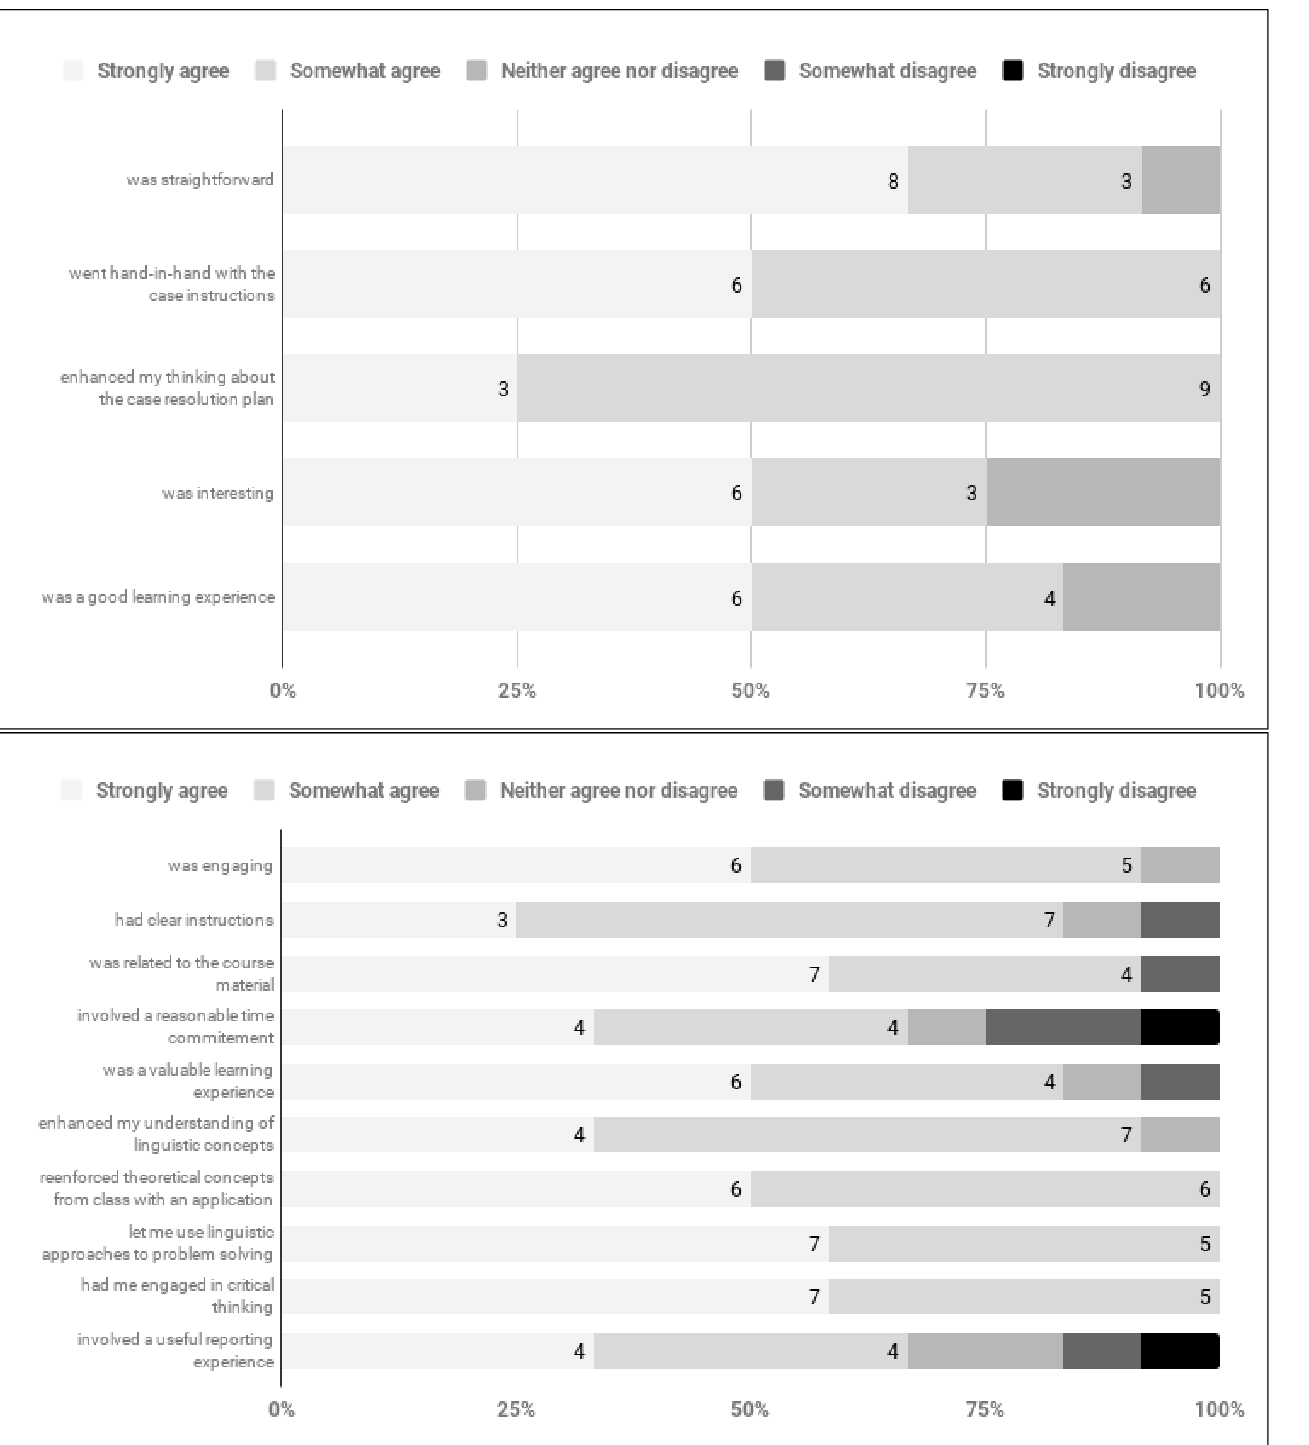 Strongly agree Somewhat agree Neither agree nor disagree Somewhat disagree Strongly disagree
was straightforward 8 3
went hand-in-hand with the
case instructions 6 6
enhanced my thinking about
the case resolution plan 3 9
was interesting 6 3
was a good learning experience 6 4
0% 25% 50% 75% 100%
Strongly agree Somewhat agree Neither agree nor disagree Somewhat disagree Strongly disagree
was engaging 6 5
had clear instructions 3 7
was related to the course
material 7 4
involved a reasonable time
commitement 4 4
was a valuable learning
experience 6 4
enhanced my understanding of
linguistic concepts 4 7
reenforced theoretical concepts
from class with an application 6 6
let me use linguistic
approaches to problem solving 7 5
had me engaged in critical
thinking 7 5
involved a useful reporting
experience 4 4
0% 25% 50% 75% 100%